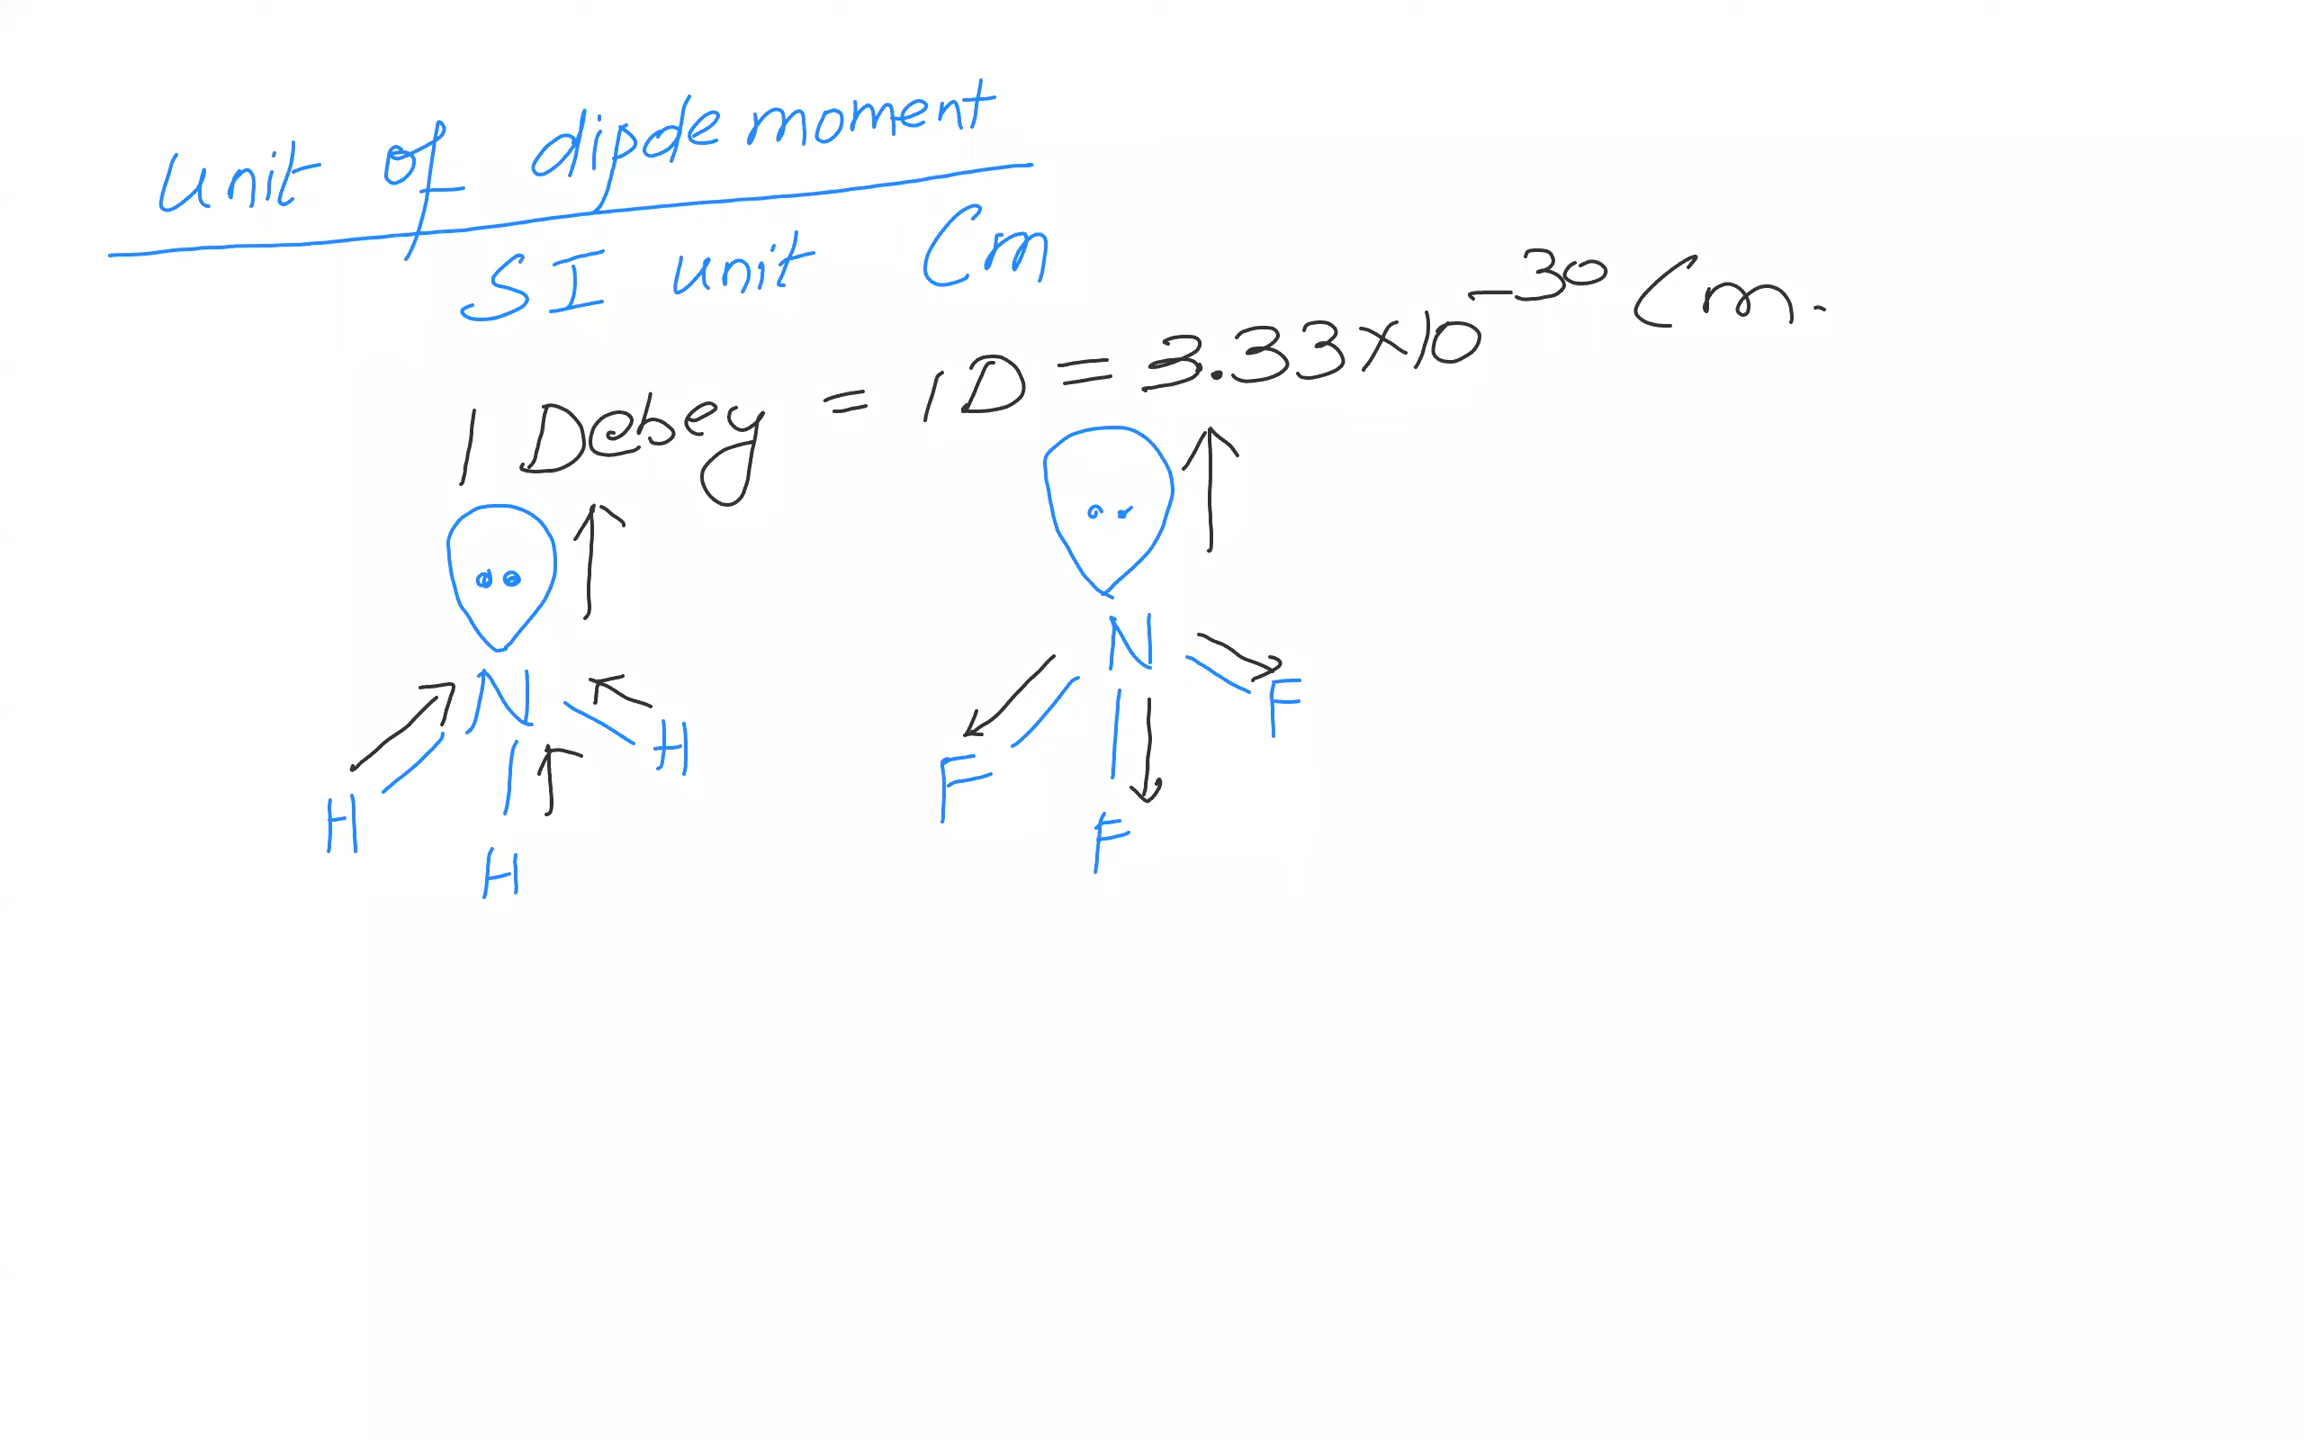 unit of dipole moment
SI unit Cm
1 Debey = 1D = 3.33×10⁻³⁰ Cm.
N
H
H
H
N
F
F
F